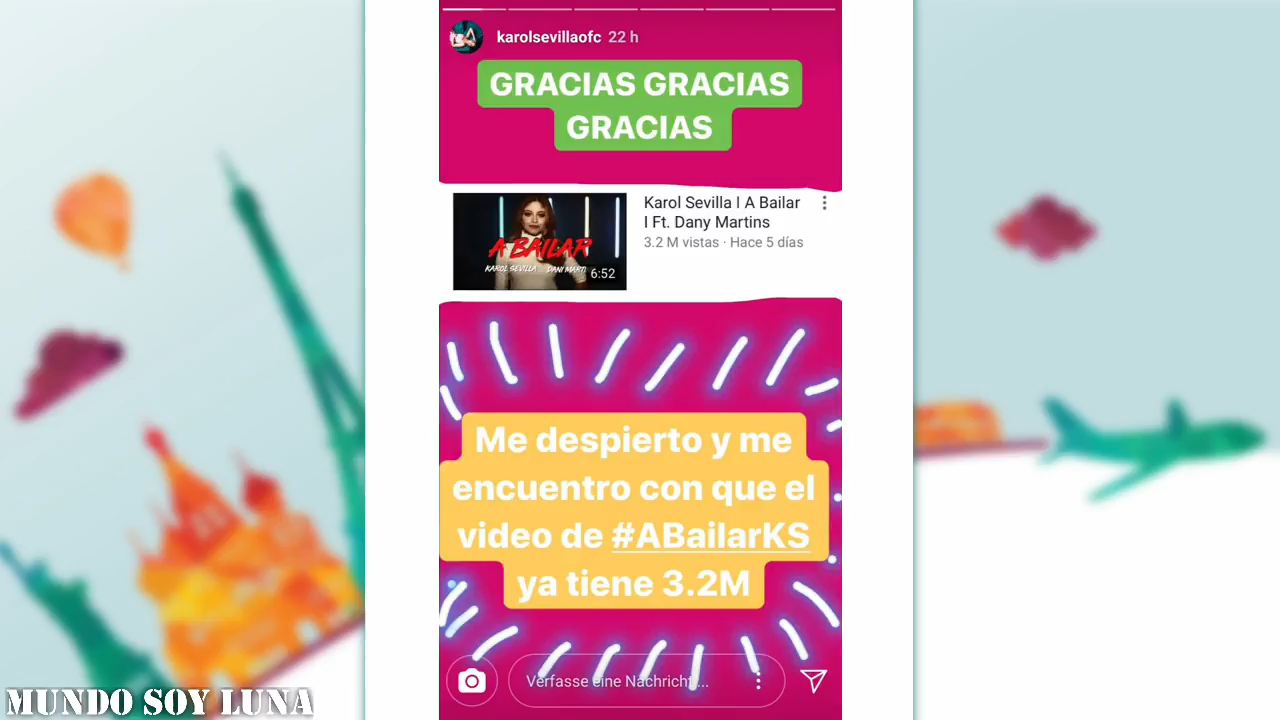 karolsevillaofc 22 h
GRACIAS GRACIAS
GRACIAS
Karol Sevilla I A Bailar
I Ft. Dany Martins
3.2 M vistas · Hace 5 días
A BAILAR
KAROL SEVILLA DANI MARTI
6:52
Me despierto y me
encuentro con que el
video de #ABailarKS
ya tiene 3.2M
Verfasse eine Nachricht...
MUNDO SOY LUNA